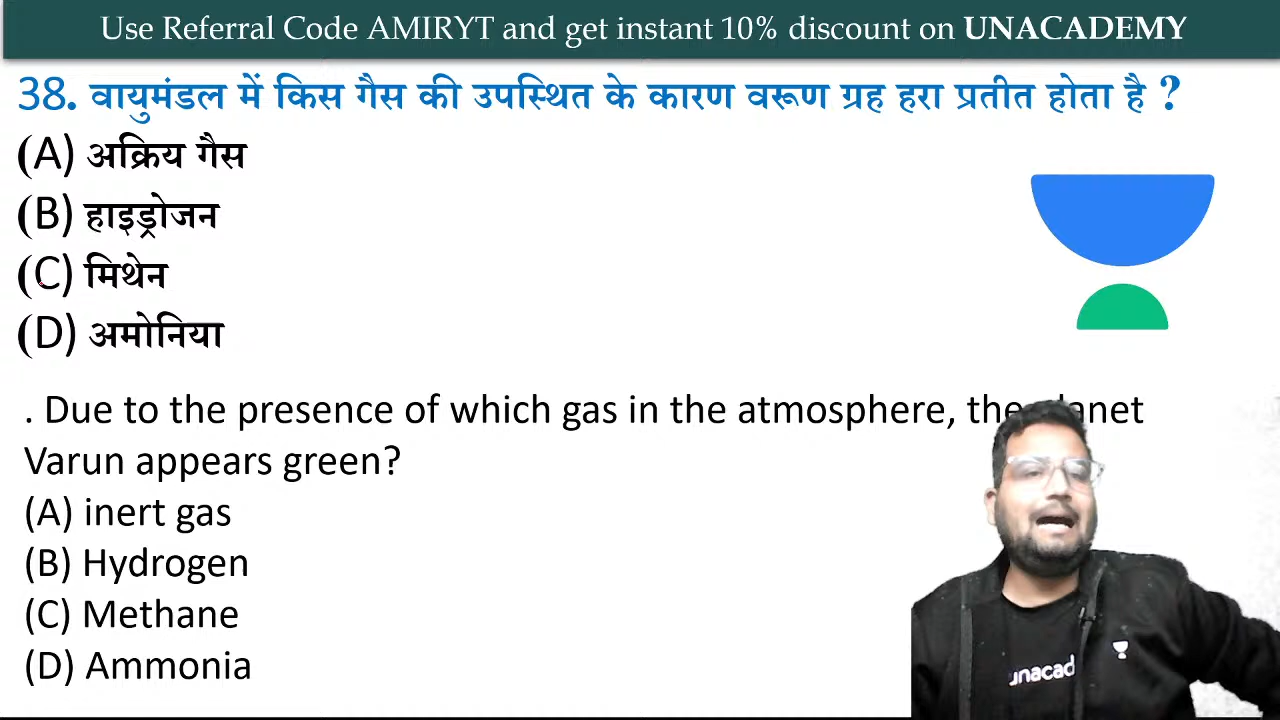 Use Referral Code AMIRYT and get instant 10% discount on UNACADEMY
38. वायुमंडल में किस गैस की उपस्थित के कारण वरूण ग्रह हरा प्रतीत होता है ?
(A) अक्रिय गैस
(B) हाइड्रोजन
(C) मिथेन
(D) अमोनिया
. Due to the presence of which gas in the atmosphere, the planet
Varun appears green?
(A) inert gas
(B) Hydrogen
(C) Methane
(D) Ammonia
unacad